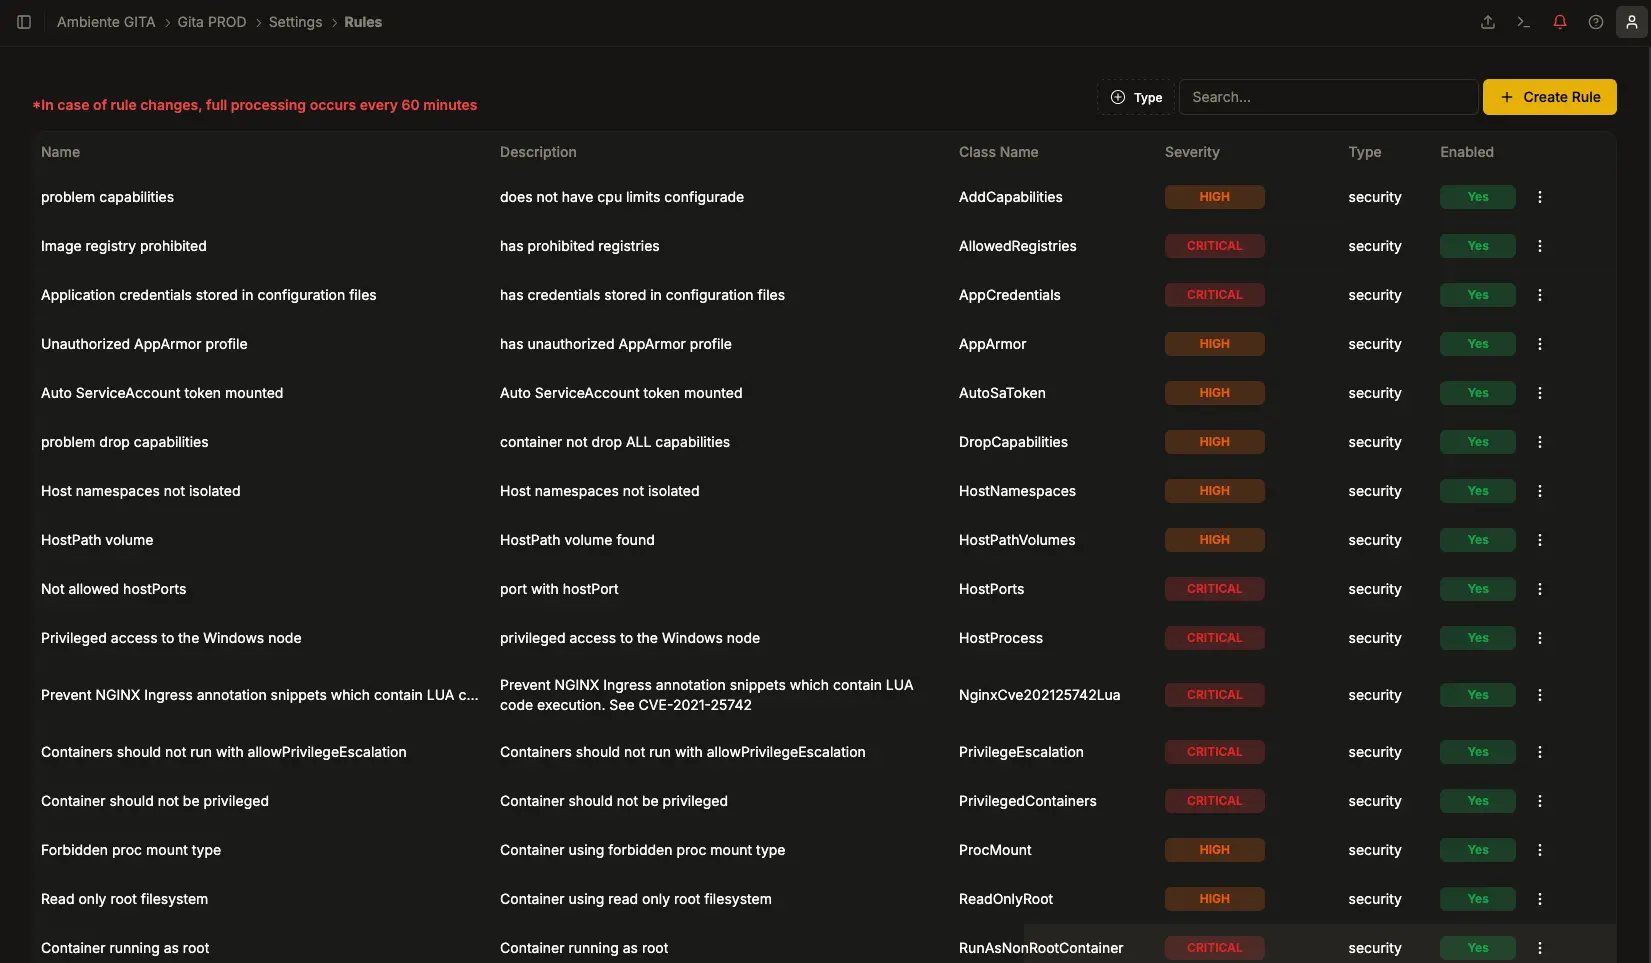 Ambiente GITA > Gita PROD > Settings > Rules
*In case of rule changes, full processing occurs every 60 minutes
Type
Search...
+ Create Rule
Name Description Class Name Severity Type Enabled
problem capabilities does not have cpu limits configurade AddCapabilities HIGH security Yes
Image registry prohibited has prohibited registries AllowedRegistries CRITICAL security Yes
Application credentials stored in configuration files has credentials stored in configuration files AppCredentials CRITICAL security Yes
Unauthorized AppArmor profile has unauthorized AppArmor profile AppArmor HIGH security Yes
Auto ServiceAccount token mounted Auto ServiceAccount token mounted AutoSaToken HIGH security Yes
problem drop capabilities container not drop ALL capabilities DropCapabilities HIGH security Yes
Host namespaces not isolated Host namespaces not isolated HostNamespaces HIGH security Yes
HostPath volume HostPath volume found HostPathVolumes HIGH security Yes
Not allowed hostPorts port with hostPort HostPorts CRITICAL security Yes
Privileged access to the Windows node privileged access to the Windows node HostProcess CRITICAL security Yes
Prevent NGINX Ingress annotation snippets which contain LUA c... Prevent NGINX Ingress annotation snippets which contain LUA
code execution. See CVE-2021-25742 NginxCve202125742Lua CRITICAL security Yes
Containers should not run with allowPrivilegeEscalation Containers should not run with allowPrivilegeEscalation PrivilegeEscalation CRITICAL security Yes
Container should not be privileged Container should not be privileged PrivilegedContainers CRITICAL security Yes
Forbidden proc mount type Container using forbidden proc mount type ProcMount HIGH security Yes
Read only root filesystem Container using read only root filesystem ReadOnlyRoot HIGH security Yes
Container running as root Container running as root RunAsNonRootContainer CRITICAL security Yes